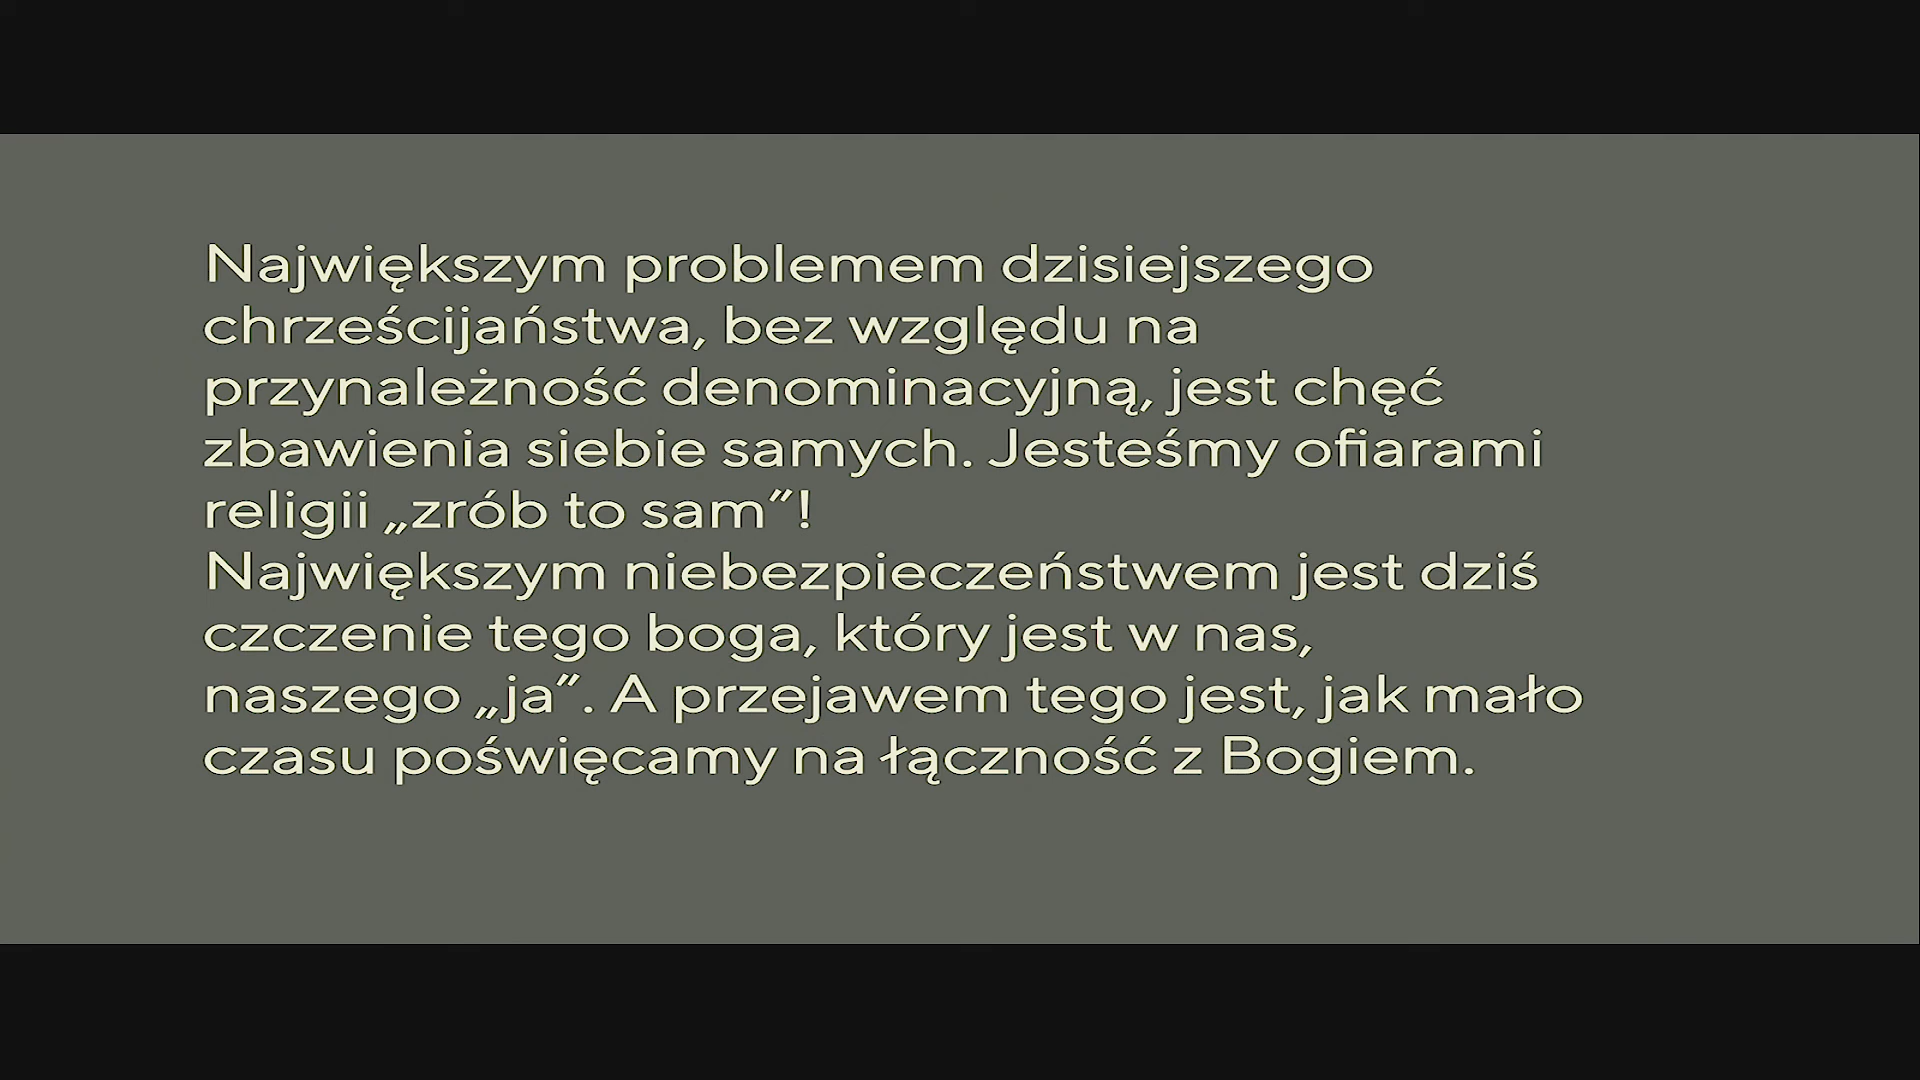 Największym problemem dzisiejszego
chrześcijaństwa, bez względu na
przynależność denominacyjną, jest chęć
zbawienia siebie samych. Jesteśmy ofiarami
religii „zrób to sam”!
Największym niebezpieczeństwem jest dziś
czczenie tego boga, który jest w nas,
naszego „ja”. A przejawem tego jest, jak mało
czasu poświęcamy na łączność z Bogiem.